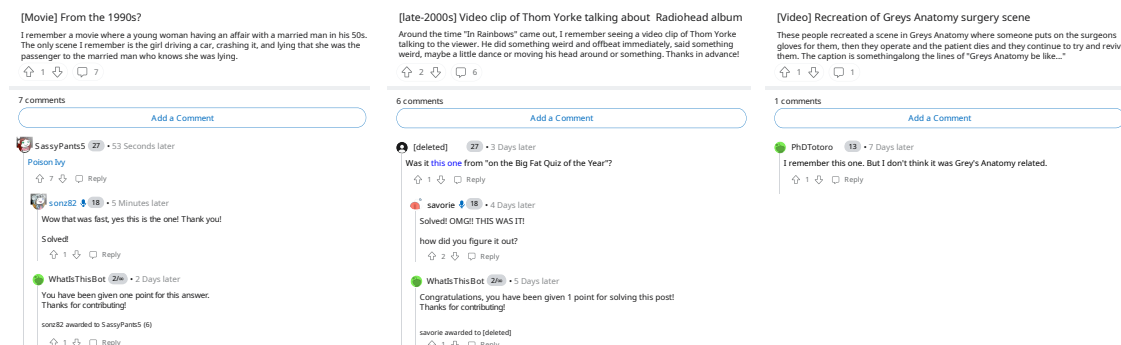 [Movie] From the 1990s?
I remember a movie where a young woman having an affair with a married man in his 50s.
The only scene I remember is the girl driving a car, crashing it, and lying that she was the
passenger to the married man who knows she was lying.
1 7
7 comments
Add a Comment
SassyPants5 27 • 53 Seconds later
Poison Ivy
7 Reply
sonz82 18 • 5 Minutes later
Wow that was fast, yes this is the one! Thank you!
Solved!
1 Reply
WhatIsThisBot 2/∞ • 2 Days later
You have been given one point for this answer.
Thanks for contributing!
sonz82 awarded to SassyPants5 (6)
1 Reply
[late-2000s] Video clip of Thom Yorke talking about Radiohead album
Around the time "In Rainbows" came out, I remember seeing a video clip of Thom Yorke
talking to the viewer. He did something weird and offbeat immediately, said something
weird, maybe a little dance or moving his head around or something. Thanks in advance!
2 6
6 comments
Add a Comment
[deleted] 27 • 3 Days later
Was it this one from "on the Big Fat Quiz of the Year"?
1 Reply
savorie 18 • 4 Days later
Solved! OMG!! THIS WAS IT!
how did you figure it out?
2 Reply
WhatIsThisBot 2/∞ • 5 Days later
Congratulations, you have been given 1 point for solving this post!
Thanks for contributing!
savorie awarded to [deleted]
1 Reply
[Video] Recreation of Greys Anatomy surgery scene
These people recreated a scene in Greys Anatomy where someone puts on the surgeons
gloves for them, then they operate and the patient dies and they continue to try and reviv
them. The caption is somethingalong the lines of "Greys Anatomy be like..."
1 1
1 comments
Add a Comment
PhDTotoro 13 • 7 Days later
I remember this one. But I don't think it was Grey's Anatomy related.
1 Reply